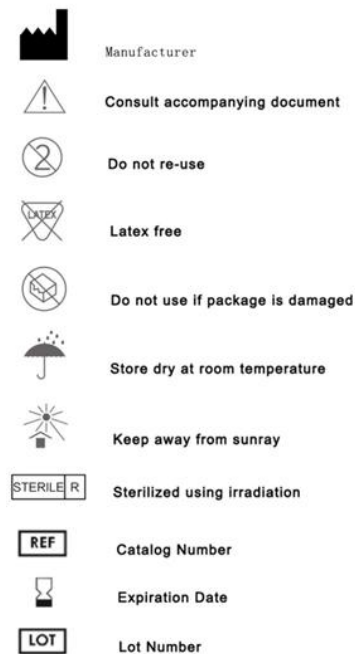 Manufacturer
Consult accompanying document
2 Do not re-use
LATEX Latex free
Do not use if package is damaged
Store dry at room temperature
Keep away from sunray
STERILE R Sterilized using irradiation
REF Catalog Number
Expiration Date
LOT Lot Number